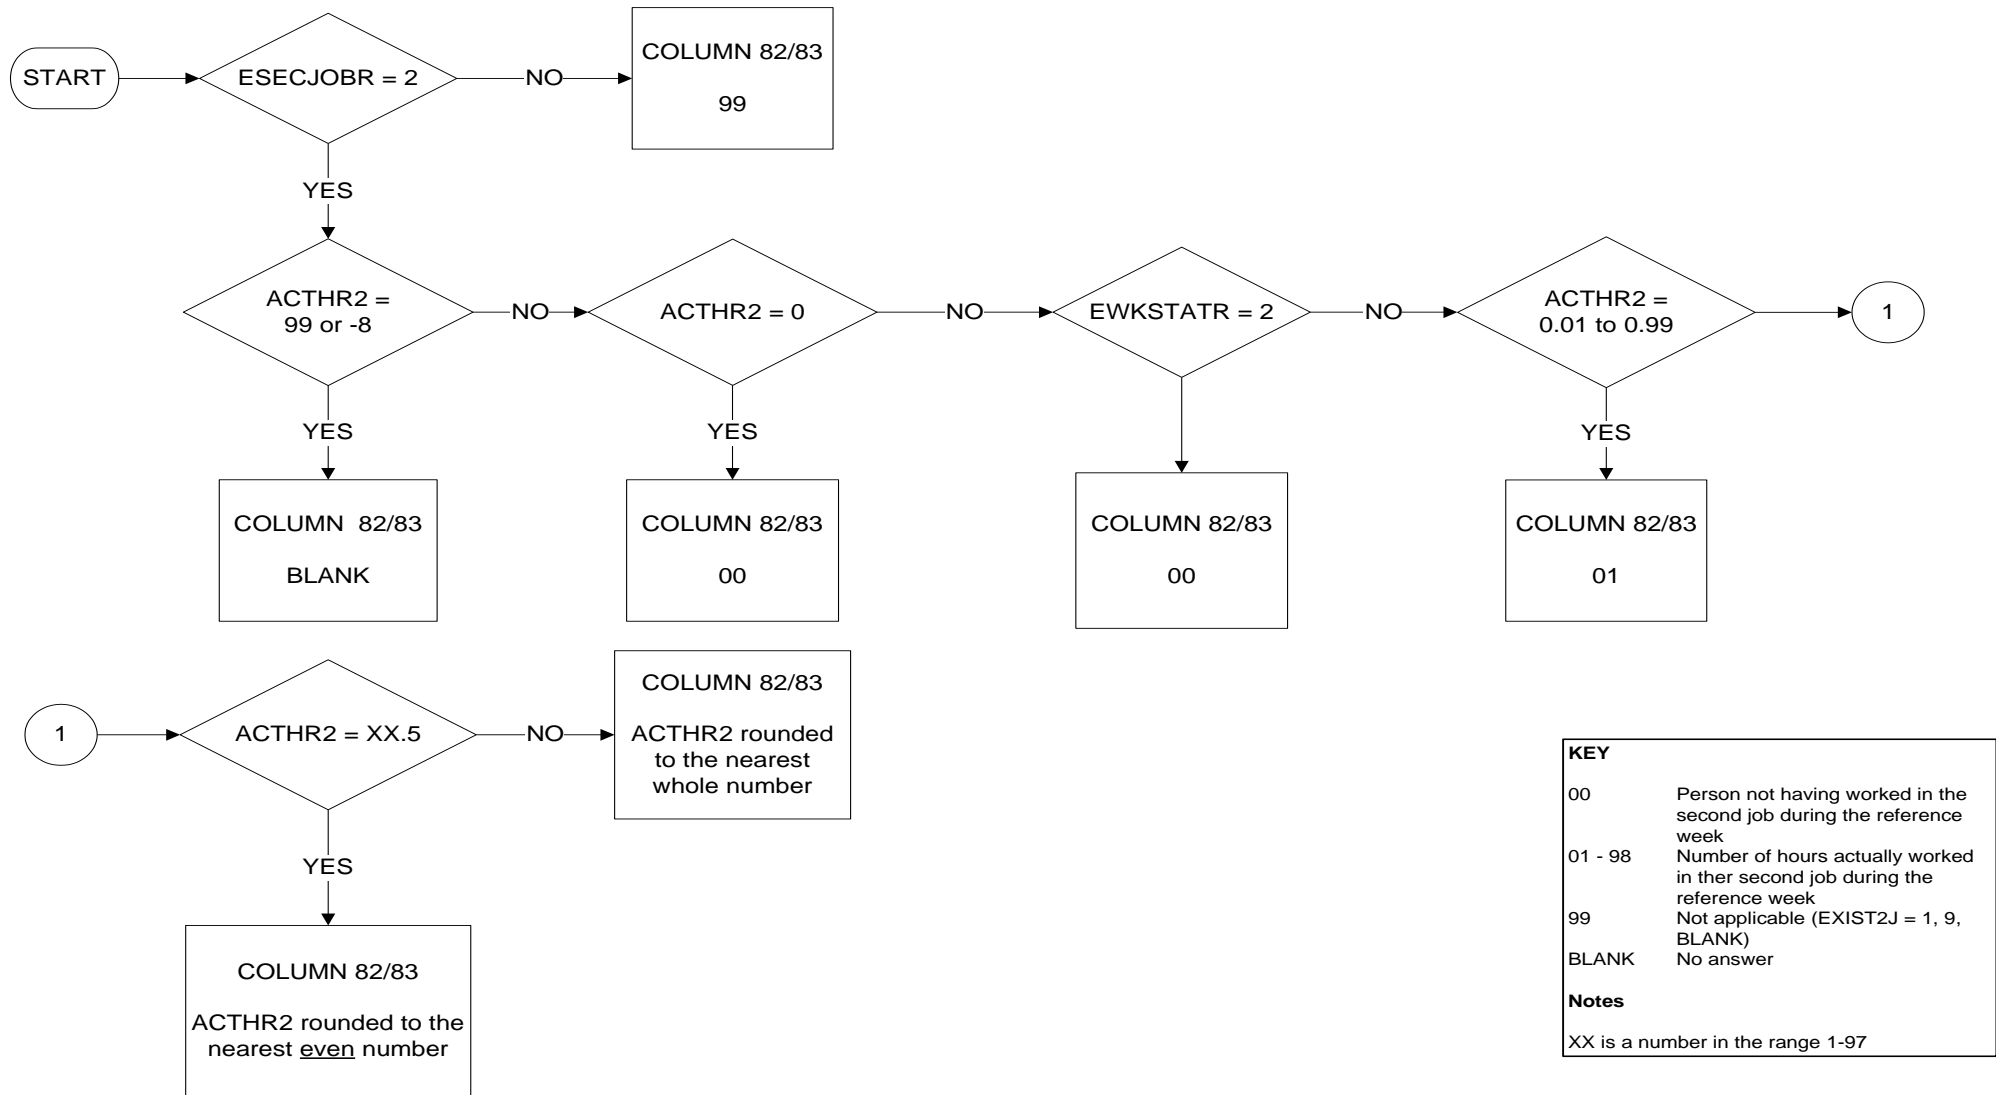 START
ESECJOBR = 2
NO
COLUMN 82/83
99
YES
ACTHR2 =
99 or -8
NO
ACTHR2 = 0
NO
EWKSTATR = 2
NO
ACTHR2 =
0.01 to 0.99
1
YES
YES
YES
COLUMN  82/83
BLANK
COLUMN 82/83
00
COLUMN 82/83
00
COLUMN 82/83
01
1
ACTHR2 = XX.5
NO
COLUMN 82/83
ACTHR2 rounded
to the nearest
whole number
YES
COLUMN 82/83
ACTHR2 rounded to the
nearest even number
KEY
00 Person not having worked in the
second job during the reference
week
01 - 98 Number of hours actually worked
in ther second job during the
reference week
99 Not applicable (EXIST2J = 1, 9,
BLANK)
BLANK No answer
Notes
XX is a number in the range 1-97